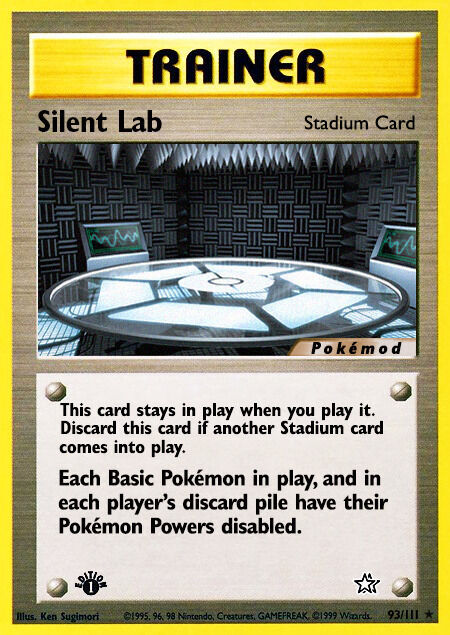 TRAINER
Silent Lab
Stadium Card
Pokémod
This card stays in play when you play it.
Discard this card if another Stadium card
comes into play.
Each Basic Pokémon in play, and in
each player's discard pile have their
Pokémon Powers disabled.
EDITION
1
Illus. Ken Sugimori
©1995, 96, 98 Nintendo, Creatures, GAMEFREAK. ©1999 Wizards.
93/111 ★